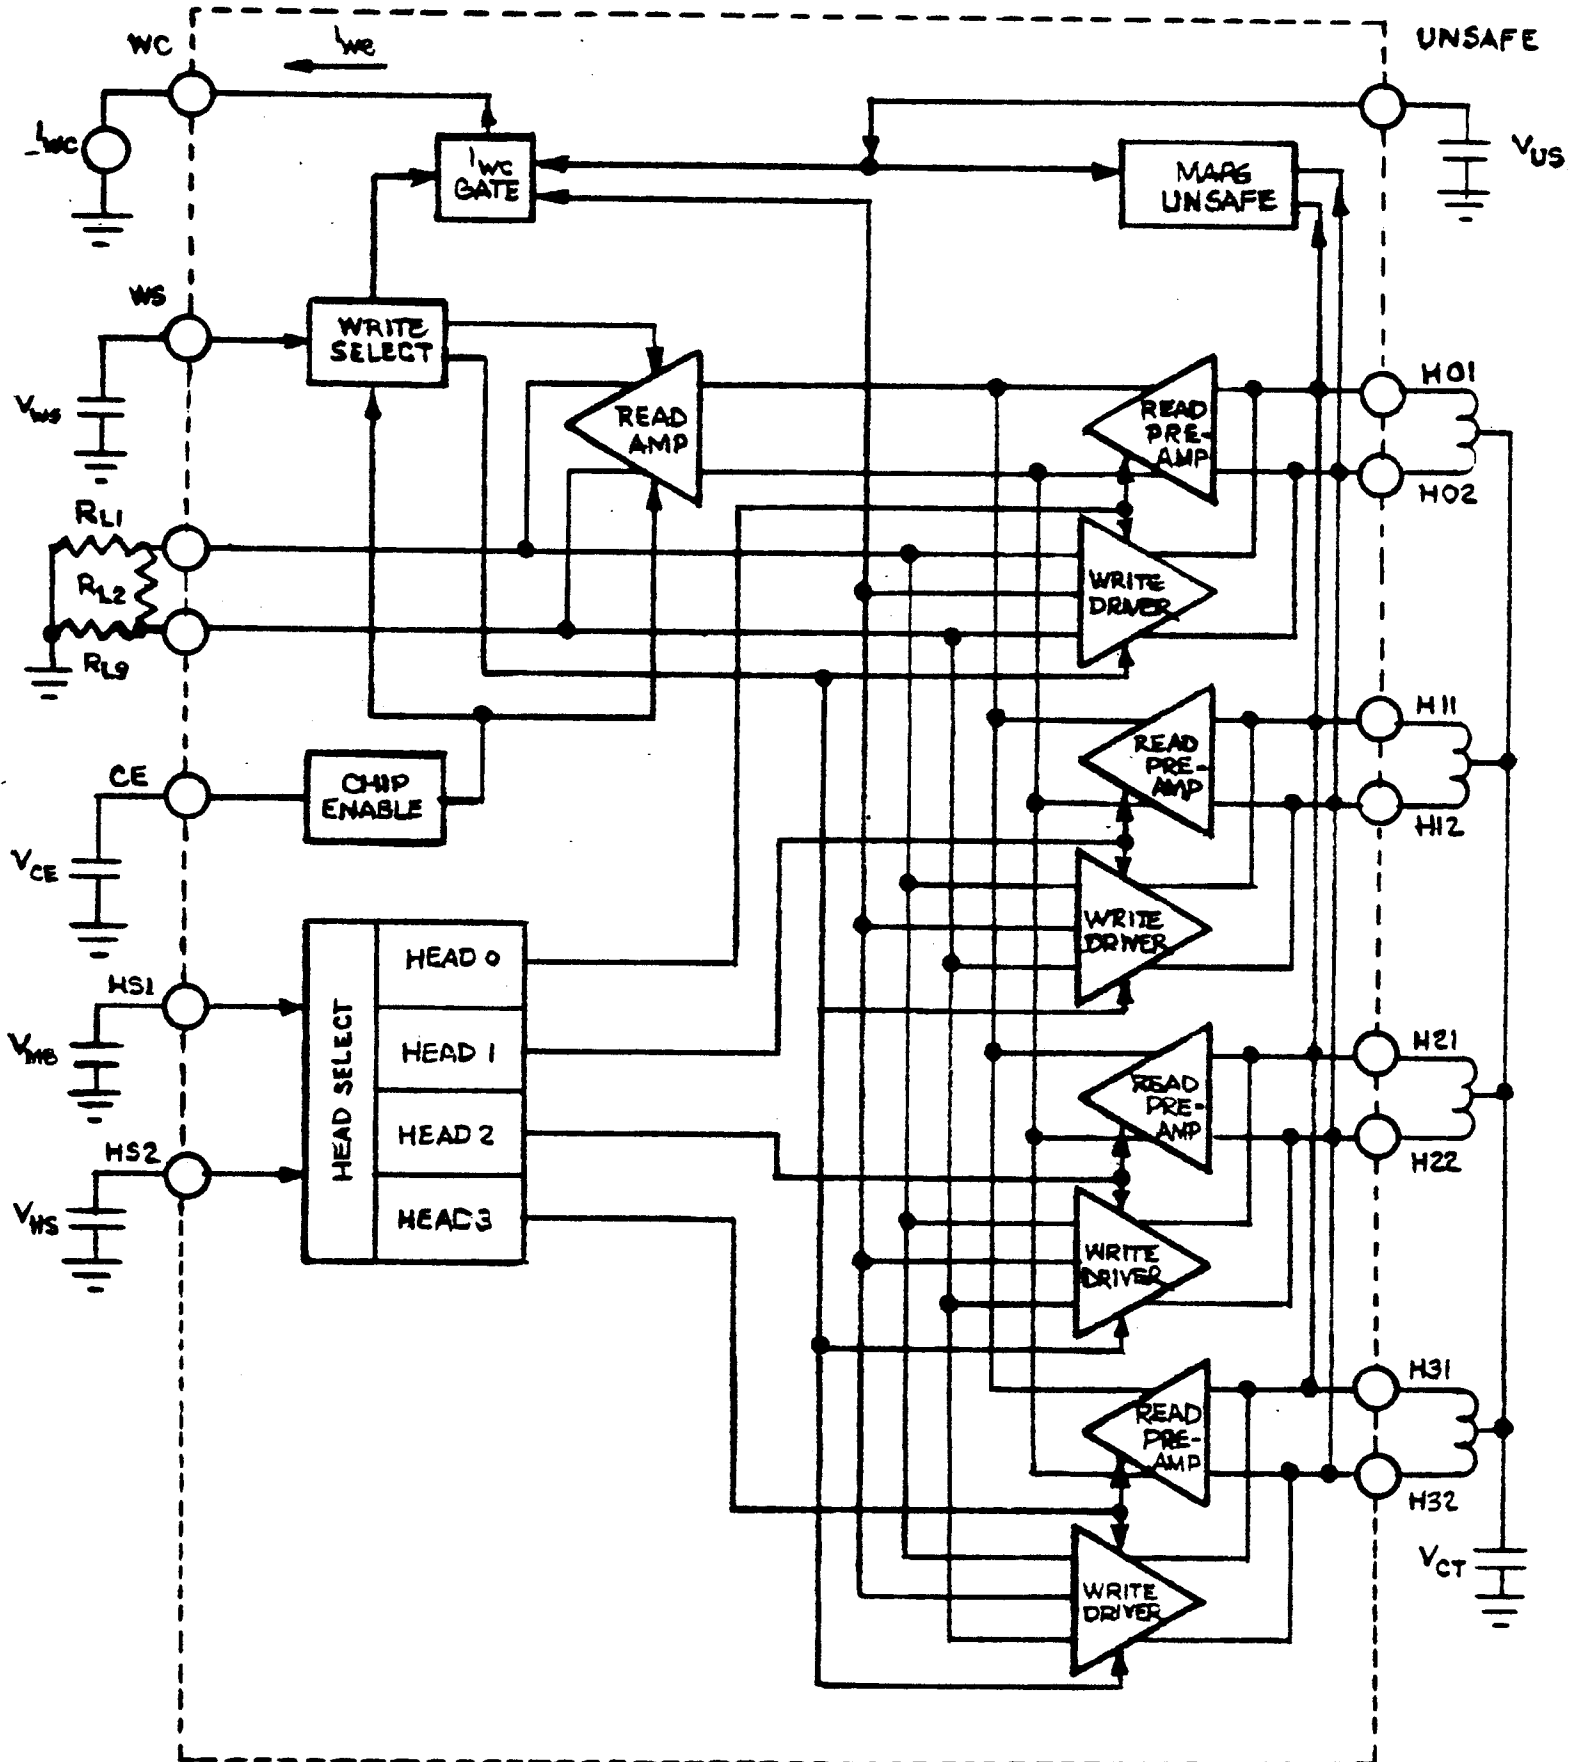 WC
Iwc
UNSAFE
Iwc
Iwc
GATE
MARG
UNSAFE
VUS
WS
WRITE
SELECT
VWS
READ
AMP
READ
PRE-
AMP
H01
H02
RL1
RL2
RL9
WRITE
DRIVER
CE
CHIP
ENABLE
VCE
READ
PRE-
AMP
H11
H12
WRITE
DRIVER
HS1
VMB
HS2
VHS
HEAD SELECT
HEAD 0
HEAD 1
HEAD 2
HEAD 3
READ
PRE-
AMP
H21
H22
WRITE
DRIVER
READ
PRE-
AMP
H31
H32
WRITE
DRIVER
VCT